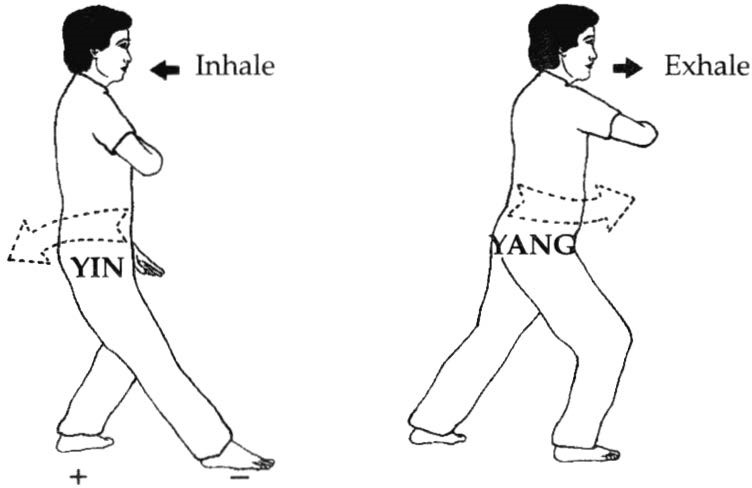 Inhale
Exhale
YIN
YANG
+
−